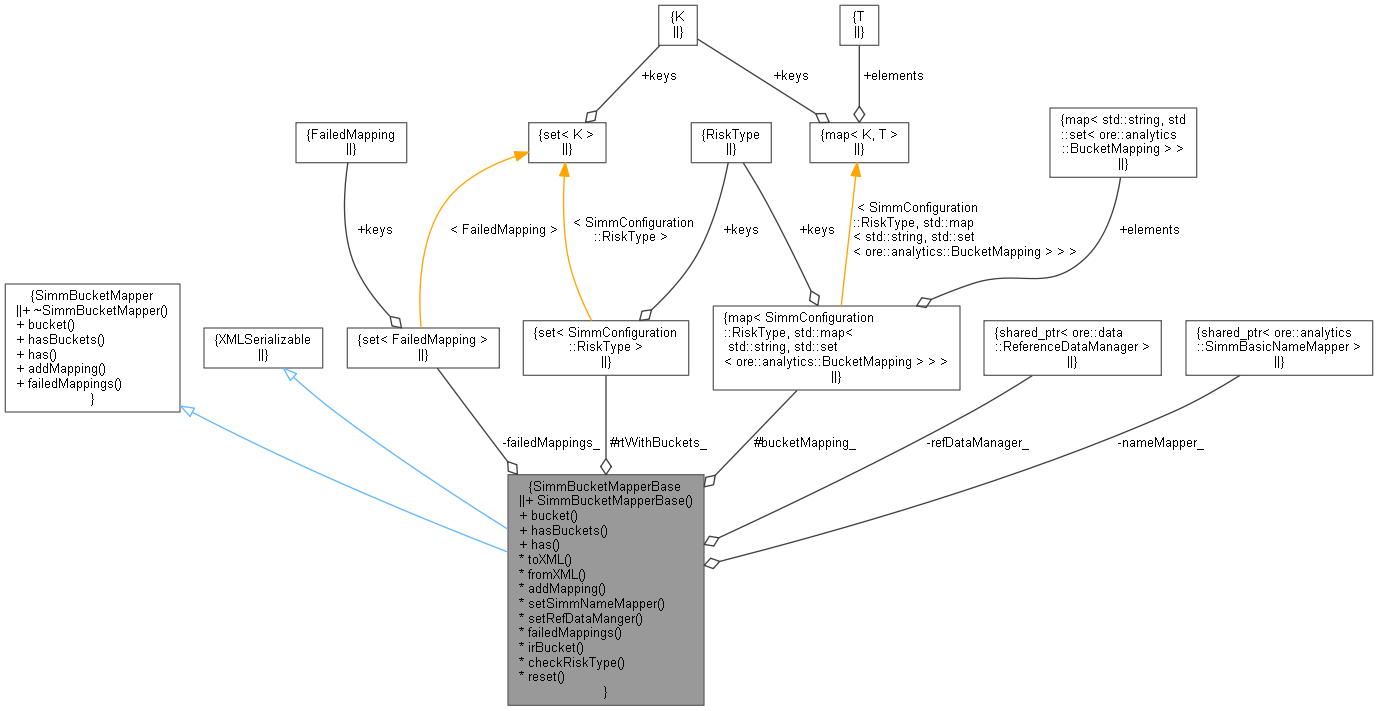 {K
||}
{T
||}
+keys
+keys
+elements
{FailedMapping
||}
{set< K >
||}
{RiskType
||}
{map< K, T >
||}
{map< std::string, std
::set< ore::analytics
::BucketMapping > >
||}
+keys
< FailedMapping >
< SimmConfiguration
::RiskType >
+keys
+keys
< SimmConfiguration
::RiskType, std::map
< std::string, std::set
< ore::analytics::BucketMapping > > >
+elements
{SimmBucketMapper
||+ ~SimmBucketMapper()
+ bucket()
+ hasBuckets()
+ has()
+ addMapping()
+ failedMappings()
}
{XMLSerializable
||}
{set< FailedMapping >
||}
{set< SimmConfiguration
::RiskType >
||}
{map< SimmConfiguration
::RiskType, std::map<
std::string, std::set
< ore::analytics::BucketMapping > > >
||}
{shared_ptr< ore::data
::ReferenceDataManager >
||}
{shared_ptr< ore::analytics
::SimmBasicNameMapper >
||}
-failedMappings_
#rtWithBuckets_
#bucketMapping_
-refDataManager_
-nameMapper_
{SimmBucketMapperBase
||+ SimmBucketMapperBase()
+ bucket()
+ hasBuckets()
+ has()
* toXML()
* fromXML()
* addMapping()
* setSimmNameMapper()
* setRefDataManger()
* failedMappings()
* irBucket()
* checkRiskType()
* reset()
}